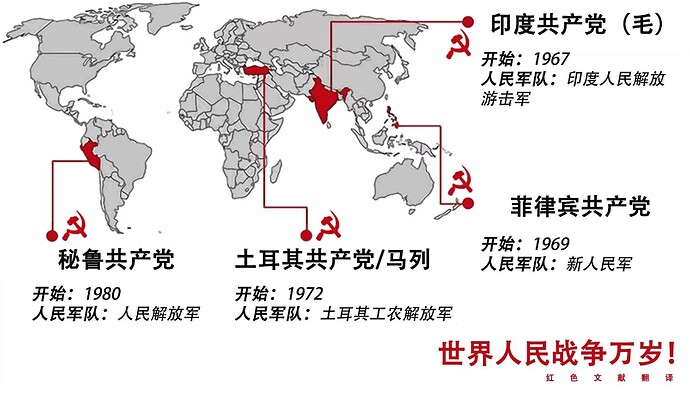 印度共产党（毛）
开始：1967
人民军队：印度人民解放
游击军
菲律宾共产党
开始：1969
人民军队：新人民军
秘鲁共产党
开始：1980
人民军队：人民解放军
土耳其共产党/马列
开始：1972
人民军队：土耳其工农解放军
世界人民战争万岁！
红色文献翻译